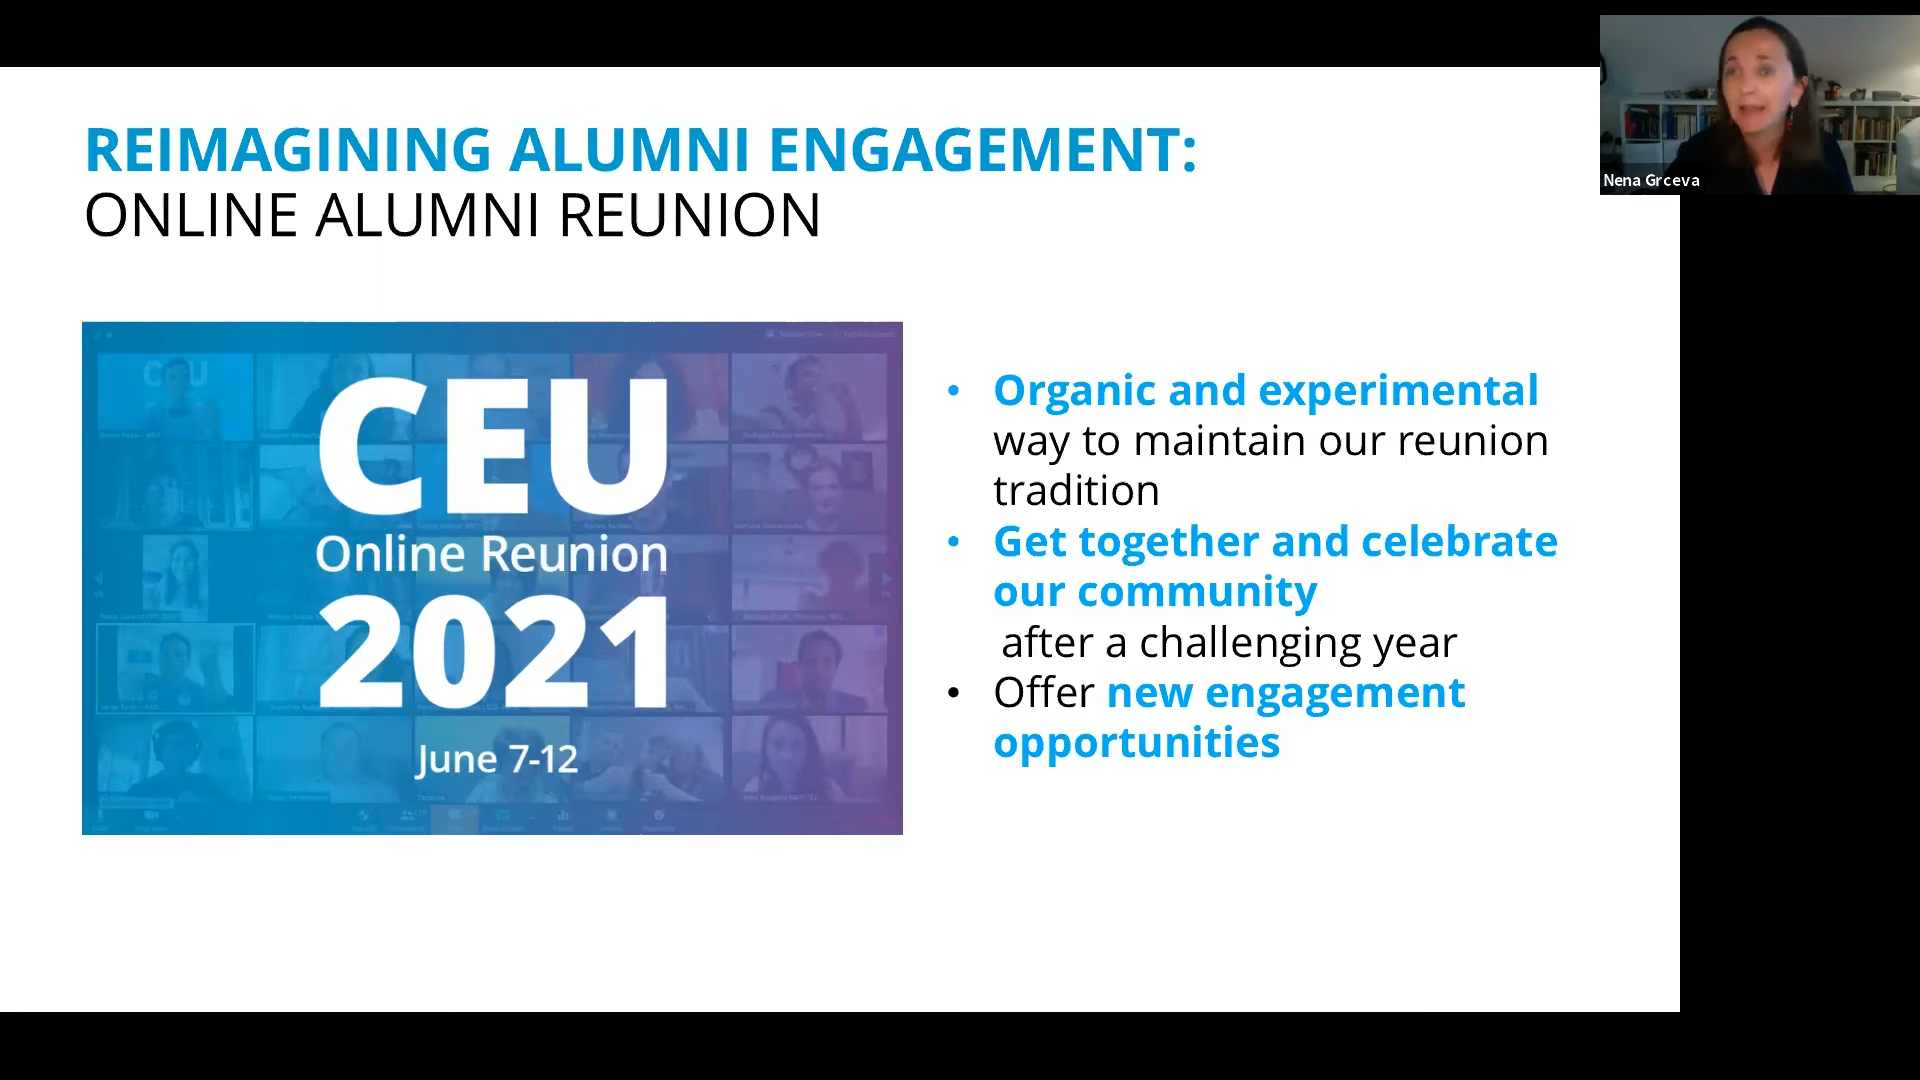 REIMAGINING ALUMNI ENGAGEMENT:
ONLINE ALUMNI REUNION
Nena Grceva
CEU
Online Reunion
2021
June 7-12
• Organic and experimental
way to maintain our reunion
tradition
• Get together and celebrate
our community
after a challenging year
• Offer new engagement
opportunities